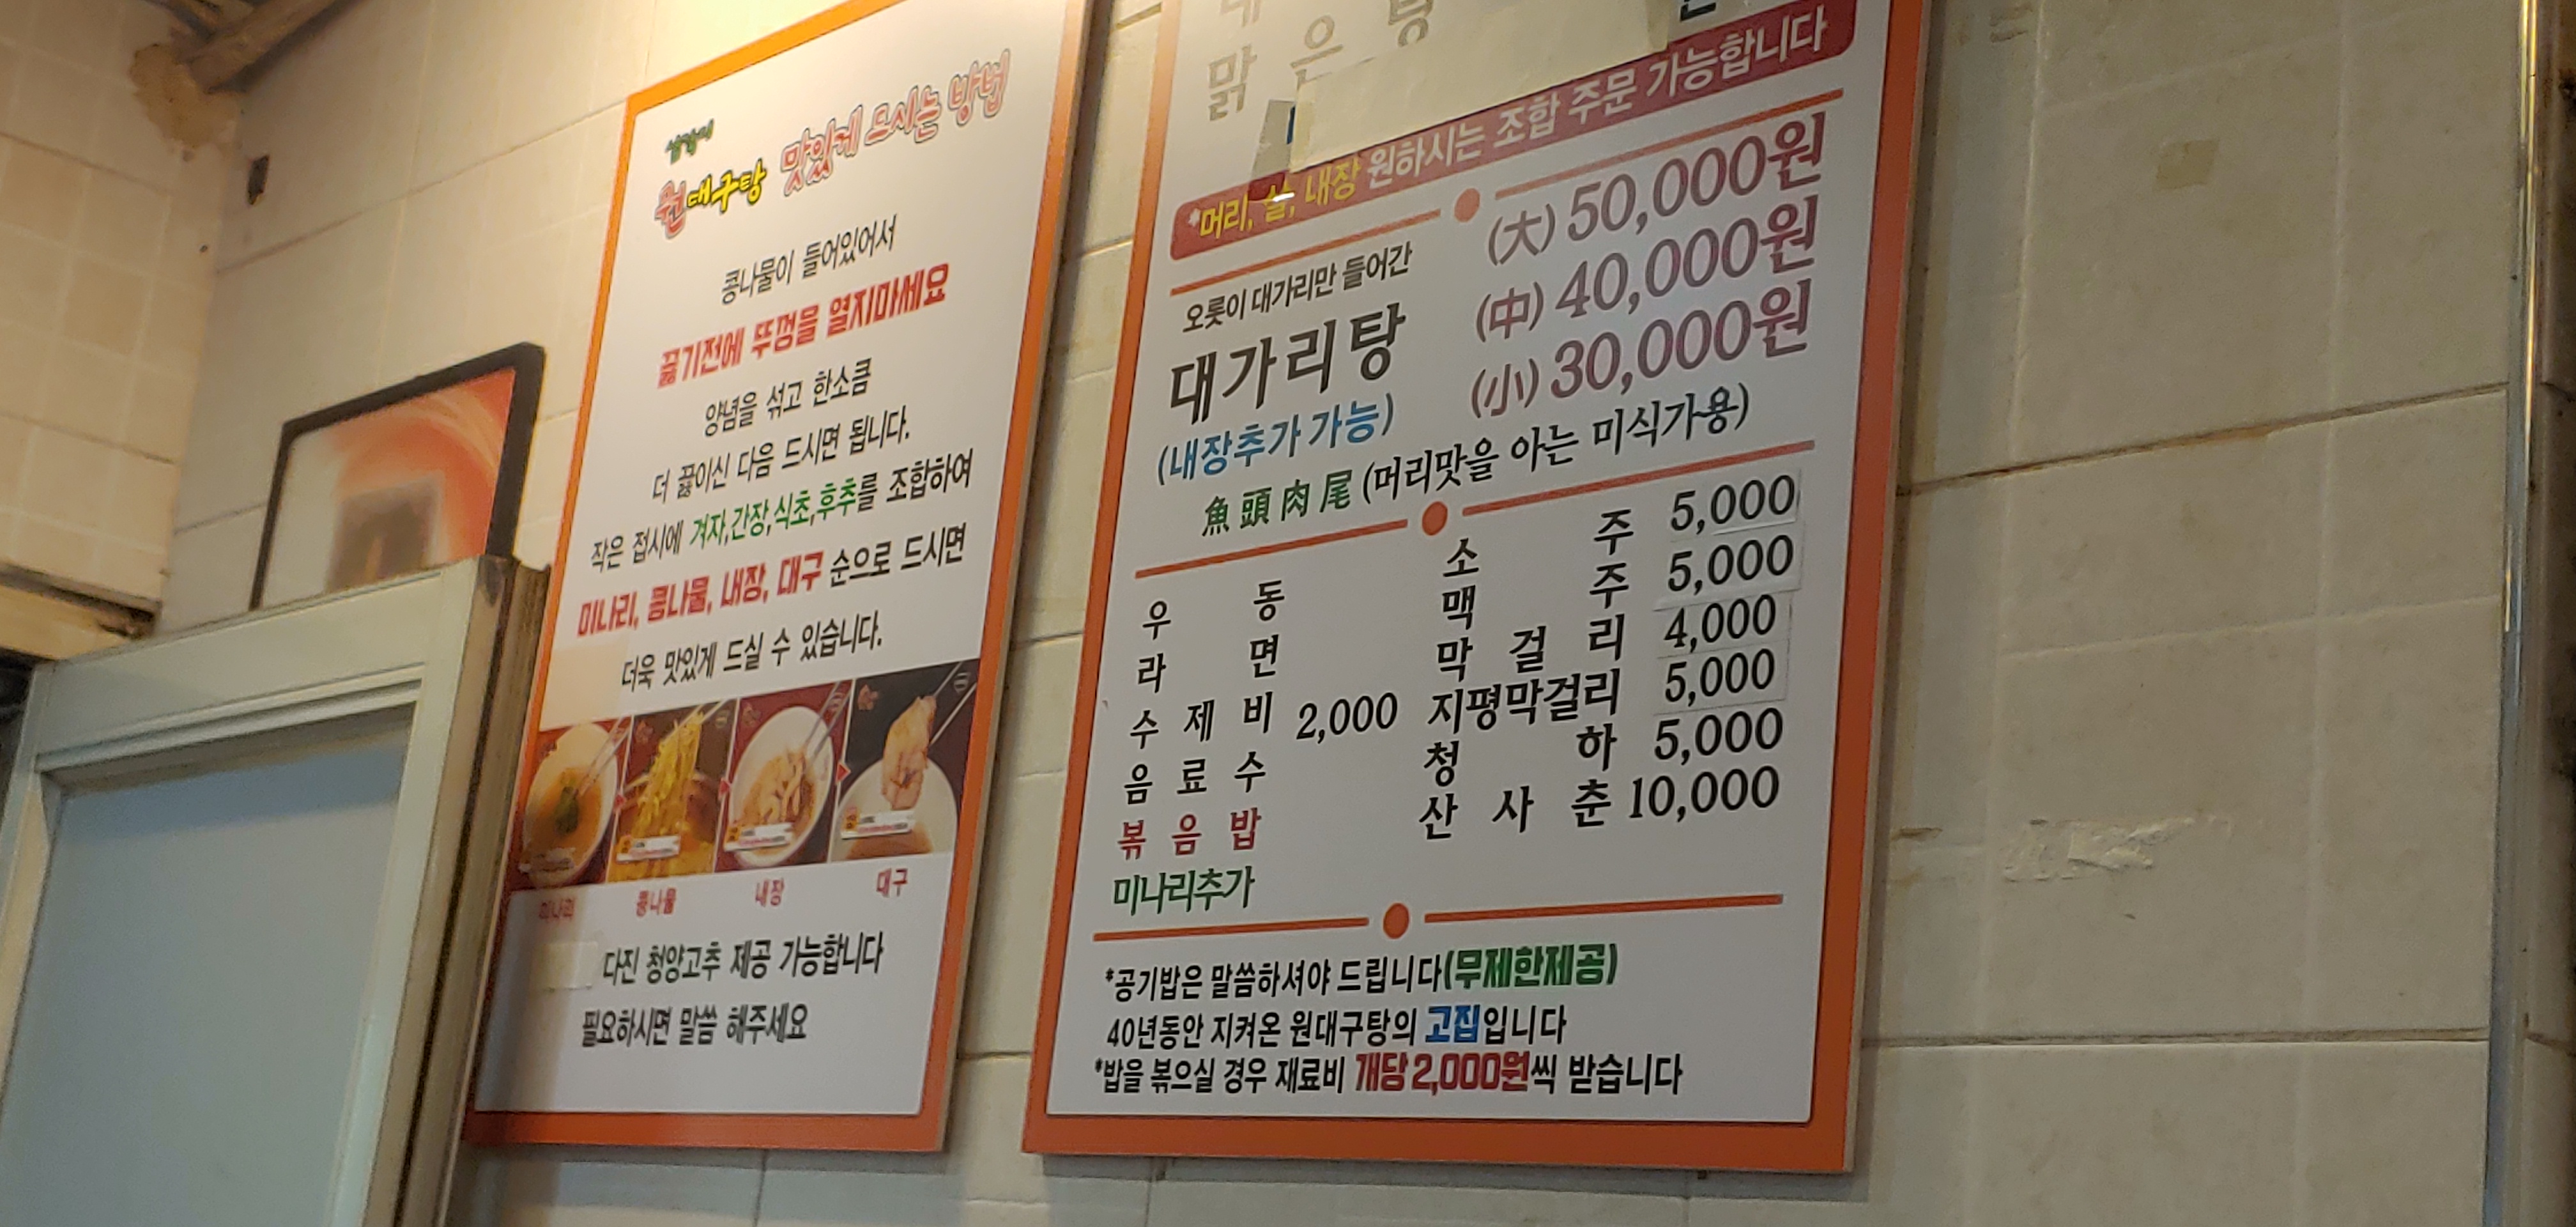 삼각지
원대구탕 맛있게 드시는 방법
콩나물이 들어있어서
끓기전에 뚜껑을 열지마세요
양념을 섞고 한소큼
더 끓이신 다음 드시면 됩니다.
작은 접시에 겨자,간장,식초,후추를 조합하여
미나리, 콩나물, 내장, 대구 순으로 드시면
더욱 맛있게 드실 수 있습니다.
미나리 콩나물 내장 대구
다진 청양고추 제공 가능합니다
필요하시면 말씀 해주세요
맑은탕
*머리, 살, 내장 원하시는 조합 주문 가능합니다
오롯이 대가리만 들어간
대가리탕
(내장추가 가능)
(大) 50,000원
(中) 40,000원
(小) 30,000원
魚頭肉尾 (머리맛을 아는 미식가용)
우동
라면
수제비 2,000
음료수
볶음밥
미나리추가
소주 5,000
맥주 5,000
막걸리 4,000
지평막걸리 5,000
청하 5,000
산사춘 10,000
*공기밥은 말씀하셔야 드립니다(무제한제공)
40년동안 지켜온 원대구탕의 고집입니다
*밥을 볶으실 경우 재료비 개당 2,000원씩 받습니다